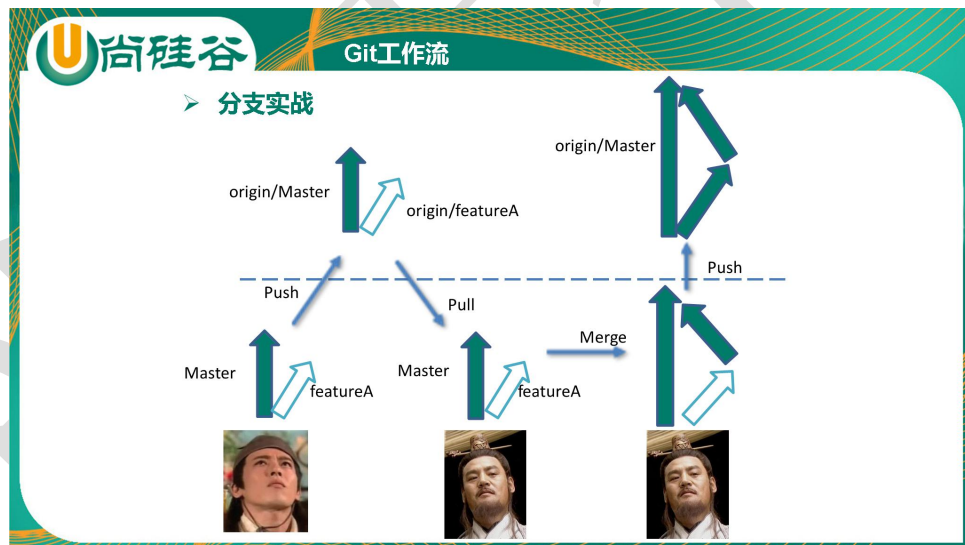 尚硅谷
Git工作流
➢ 分支实战
origin/Master
origin/featureA
origin/Master
Push
Pull
Push
Master
featureA
Master
featureA
Merge